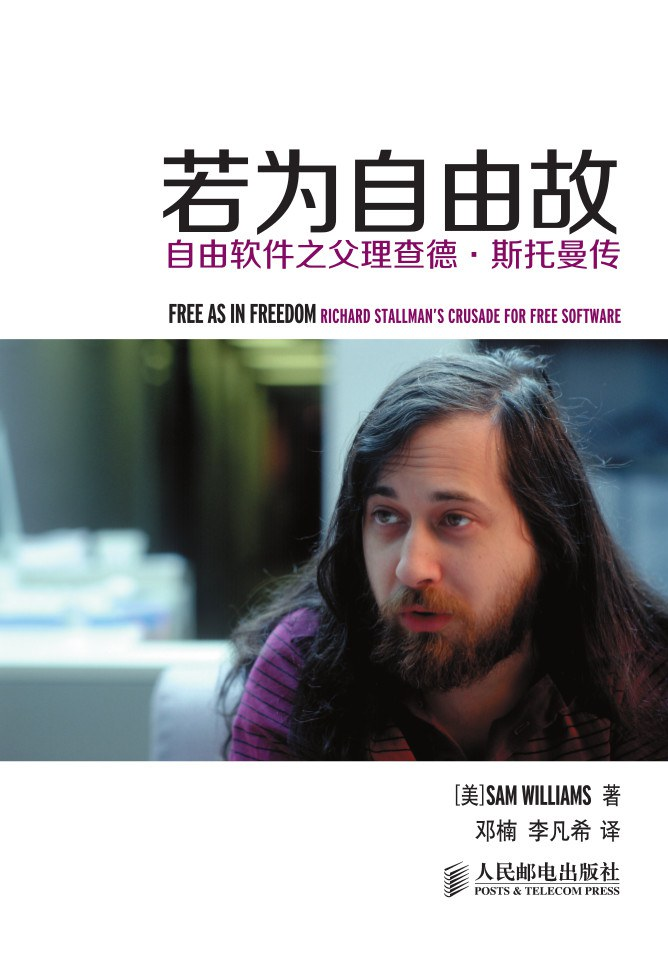 若为自由故
自由软件之父理查德·斯托曼传
FREE AS IN FREEDOM RICHARD STALLMAN'S CRUSADE FOR FREE SOFTWARE
[美]SAM WILLIAMS 著
邓楠 李凡希 译
人民邮电出版社
POSTS & TELECOM PRESS